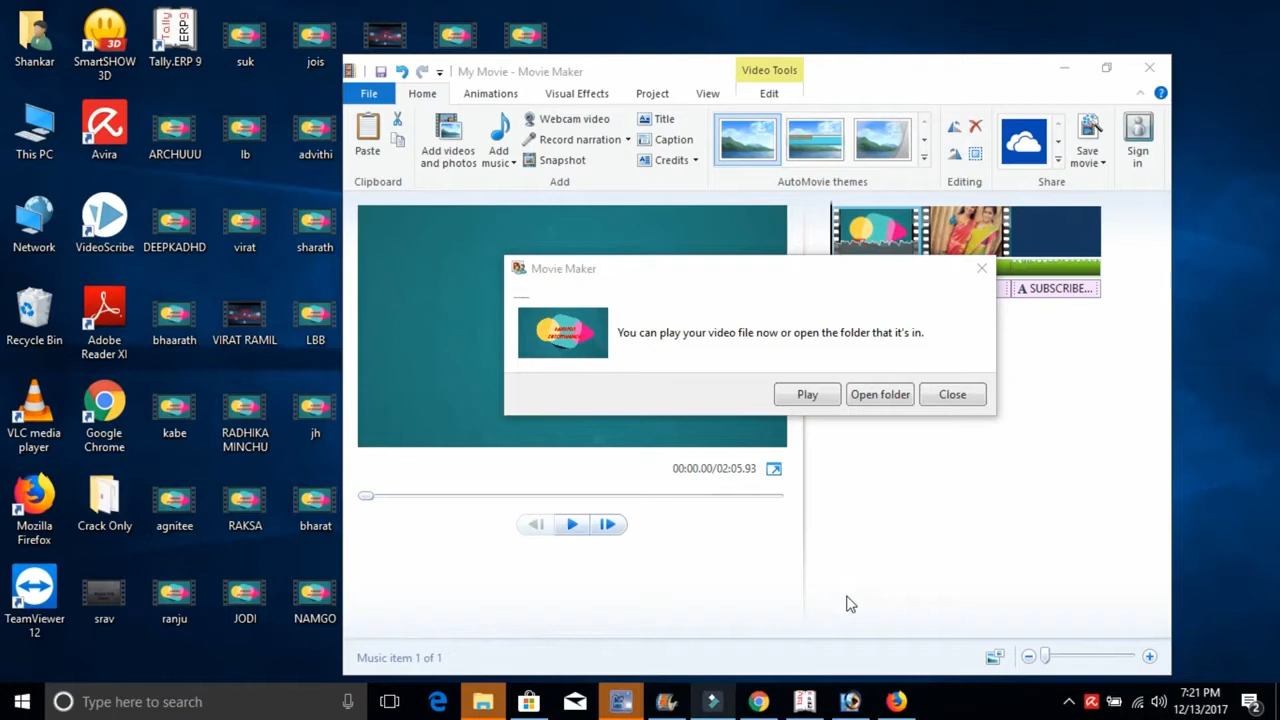 Shankar
SmartSHOW
3D
Tally.ERP 9
suk
jois
This PC
Avira
ARCHUUU
lb
advithi
Network
VideoScribe
DEEPKADHD
virat
sharath
Recycle Bin
Adobe
Reader XI
bhaarath
VIRAT RAMIL
LBB
VLC media
player
Google
Chrome
kabe
RADHIKA
MINCHU
jh
Mozilla
Firefox
Crack Only
agnitee
RAKSA
bharat
TeamViewer
12
srav
ranju
JODI
NAMGO
My Movie - Movie Maker
Video Tools
File
Home
Animations
Visual Effects
Project
View
Edit
Paste
Clipboard
Add videos
and photos
Add
music
Webcam video
Record narration
Snapshot
Title
Caption
Credits
Add
AutoMovie themes
Editing
Save
movie
Share
Sign
in
A SUBSCRIBE...
Movie Maker
You can play your video file now or open the folder that it's in.
Play
Open folder
Close
00:00.00/02:05.93
Music item 1 of 1
Type here to search
7:21 PM
12/13/2017
2